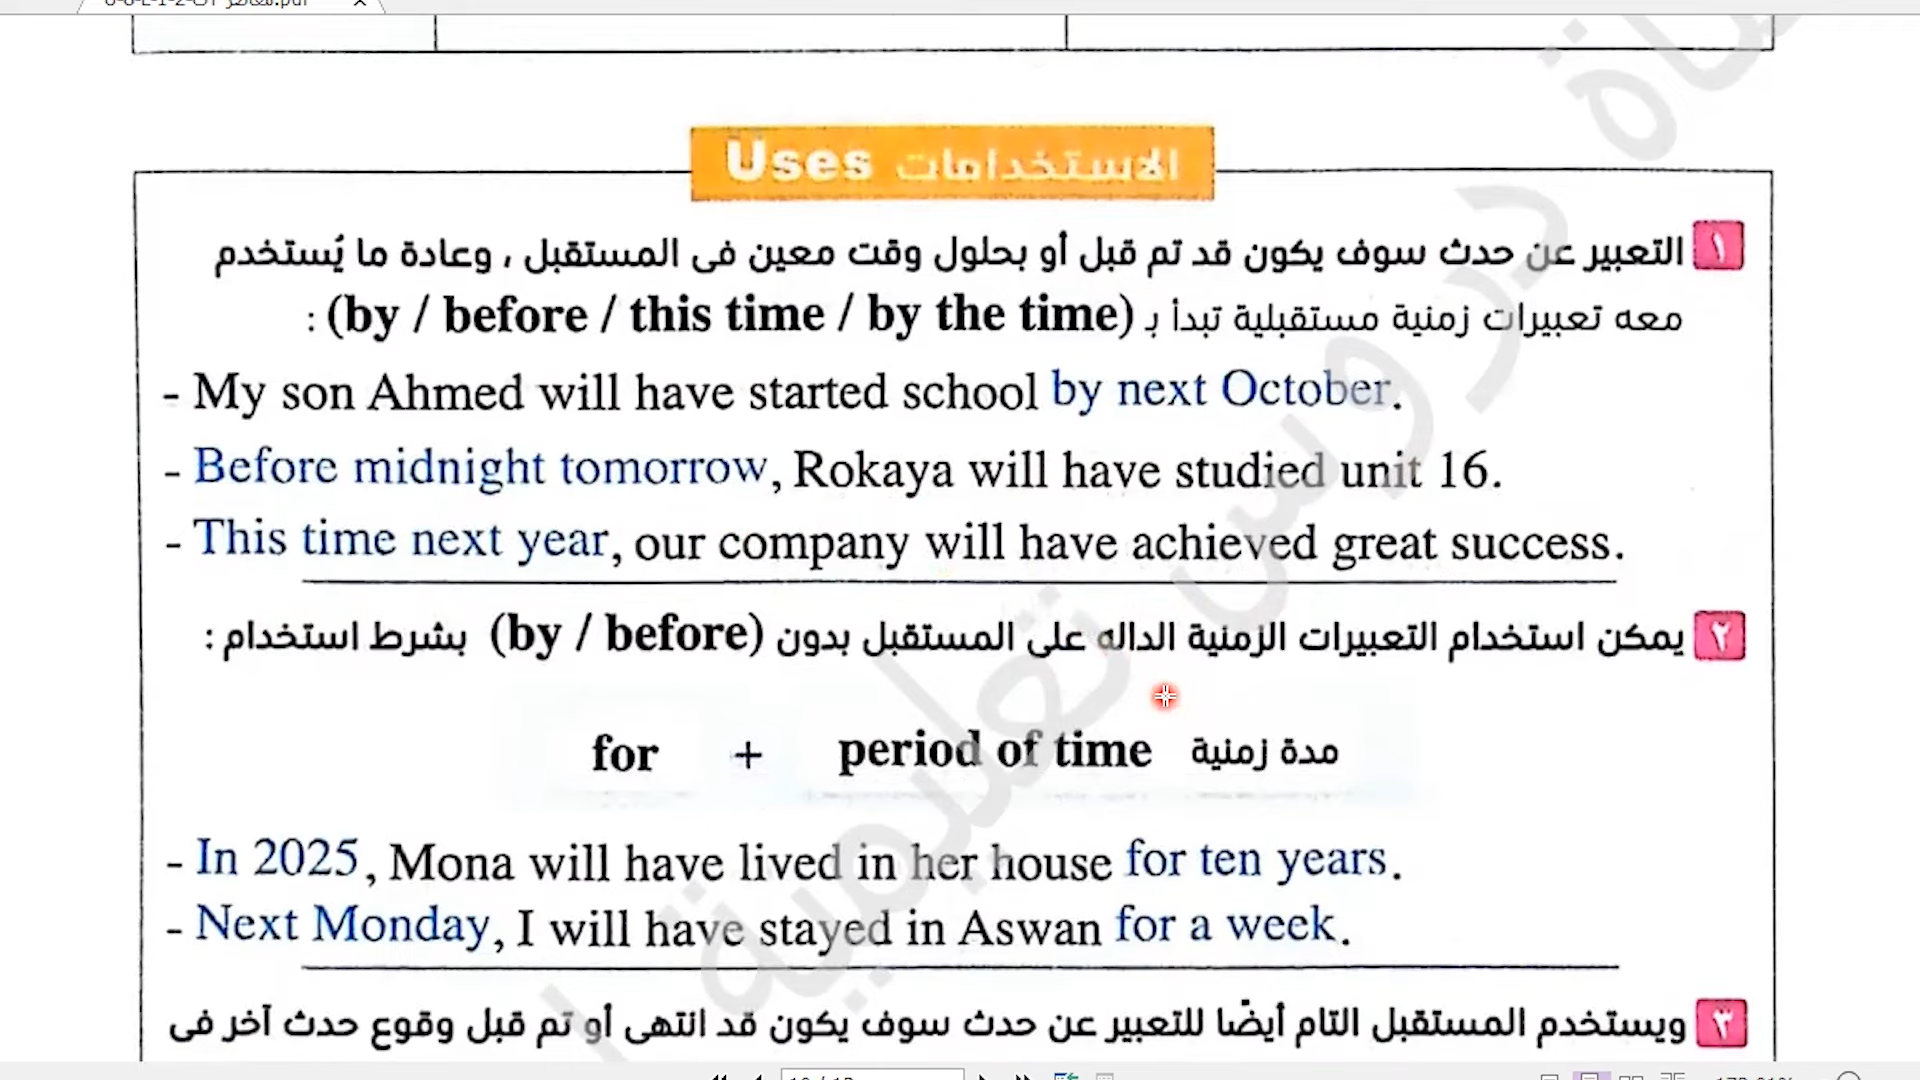 Uses الاستخدامات
١ التعبير عن حدث سوف يكون قد تم قبل أو بحلول وقت معين فى المستقبل ، وعادة ما يُستخدم
معه تعبيرات زمنية مستقبلية تبدأ بـ (by / before / this time / by the time) :
- My son Ahmed will have started school by next October.
- Before midnight tomorrow, Rokaya will have studied unit 16.
- This time next year, our company will have achieved great success.
٢ يمكن استخدام التعبيرات الزمنية الداله على المستقبل بدون (by / before) بشرط استخدام :
for + period of time مدة زمنية
- In 2025, Mona will have lived in her house for ten years.
- Next Monday, I will have stayed in Aswan for a week.
٣ ويستخدم المستقبل التام أيضًا للتعبير عن حدث سوف يكون قد انتهى أو تم قبل وقوع حدث آخر فى